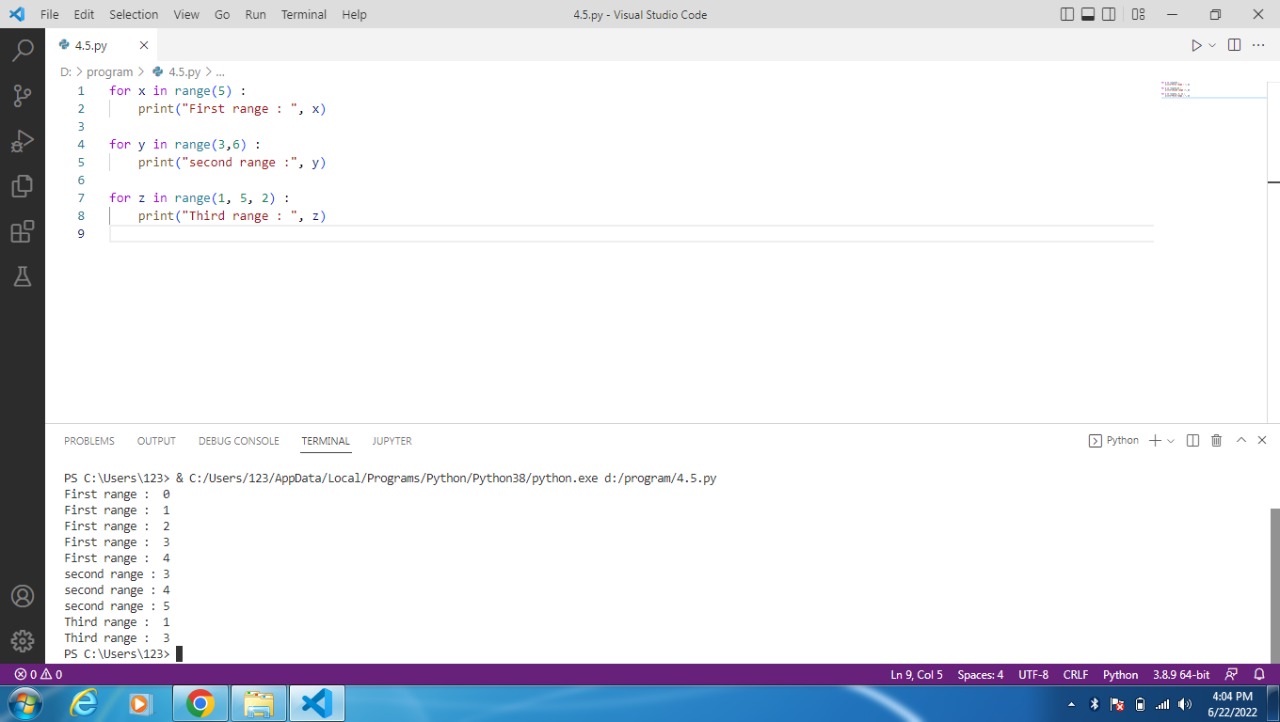 File Edit Selection View Go Run Terminal Help 4.5.py - Visual Studio Code
4.5.py
D: > program > 4.5.py > ...
1 for x in range(5) :
2 print("First range : ", x)
3
4 for y in range(3,6) :
5 print("second range :", y)
6
7 for z in range(1, 5, 2) :
8 print("Third range : ", z)
9
PROBLEMS OUTPUT DEBUG CONSOLE TERMINAL JUPYTER Python
PS C:\Users\123> & C:/Users/123/AppData/Local/Programs/Python/Python38/python.exe d:/program/4.5.py
First range :  0
First range :  1
First range :  2
First range :  3
First range :  4
second range : 3
second range : 4
second range : 5
Third range :  1
Third range :  3
PS C:\Users\123>
0 0 Ln 9, Col 5 Spaces: 4 UTF-8 CRLF Python 3.8.9 64-bit
4:04 PM
6/22/2022